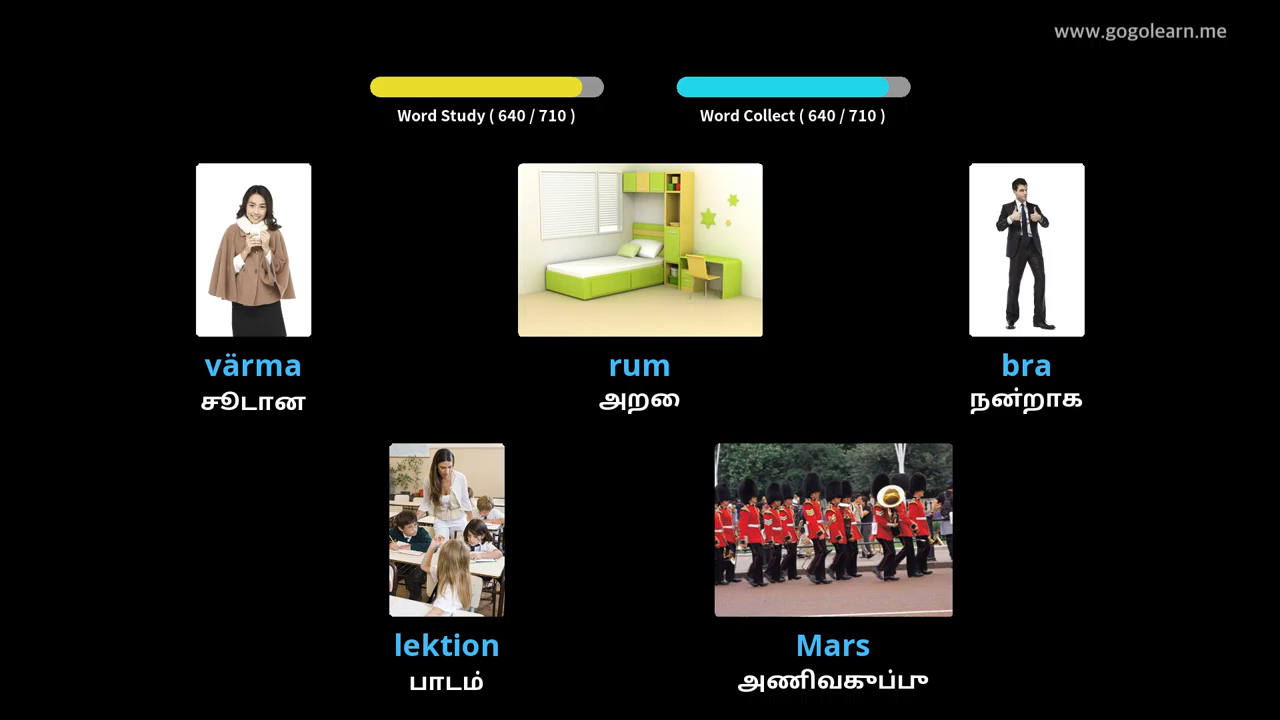 www.gogolearn.me
Word Study ( 640 / 710 )
Word Collect ( 640 / 710 )
värma
சூடான
rum
அறை
bra
நன்றாக
lektion
பாடம்
Mars
அணிவகுப்பு